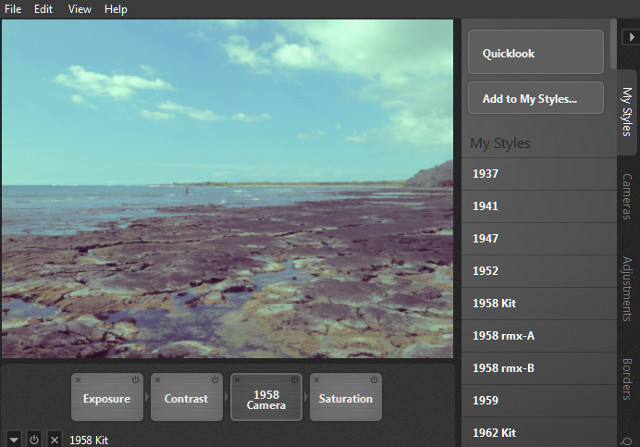 File Edit View Help
Quicklook
Add to My Styles...
My Styles
1937
1941
1947
1952
1958 Kit
1958 rmx-A
1958 rmx-B
1959
1962 Kit
My Styles
Cameras
Adjustments
Borders
Exposure
Contrast
1958
Camera
Saturation
1958 Kit